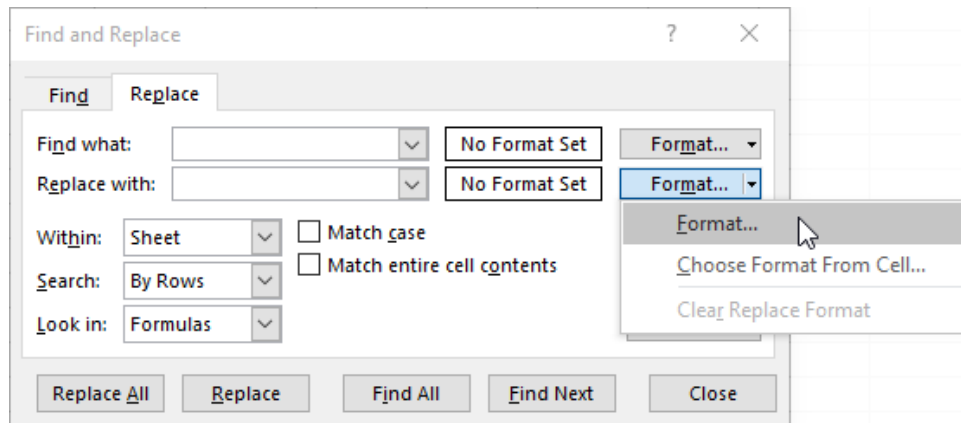 Find and Replace ?
Find Replace
Find what: No Format Set Format...
Replace with: No Format Set Format...
Format...
Choose Format From Cell...
Clear Replace Format
Within: Sheet Match case
Match entire cell contents
Search: By Rows
Look in: Formulas
Replace All Replace Find All Find Next Close